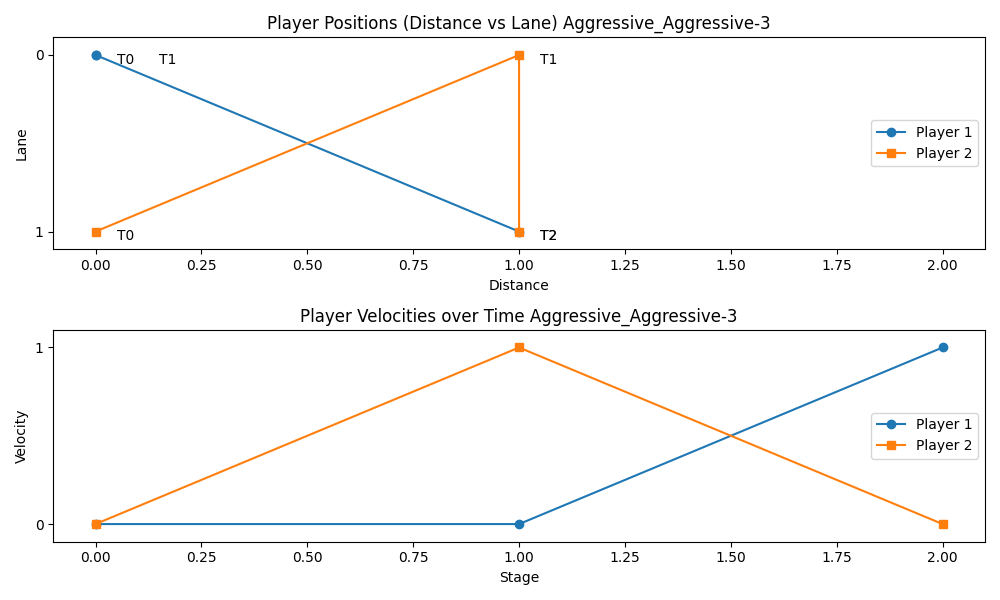 Player Positions (Distance vs Lane) Aggressive_Aggressive-3
0
T0 T1 T1
Lane
Player 1
Player 2
1
T0 T2
0.00 0.25 0.50 0.75 1.00 1.25 1.50 1.75 2.00
Distance
Player Velocities over Time Aggressive_Aggressive-3
1
Velocity
Player 1
Player 2
0
0.00 0.25 0.50 0.75 1.00 1.25 1.50 1.75 2.00
Stage